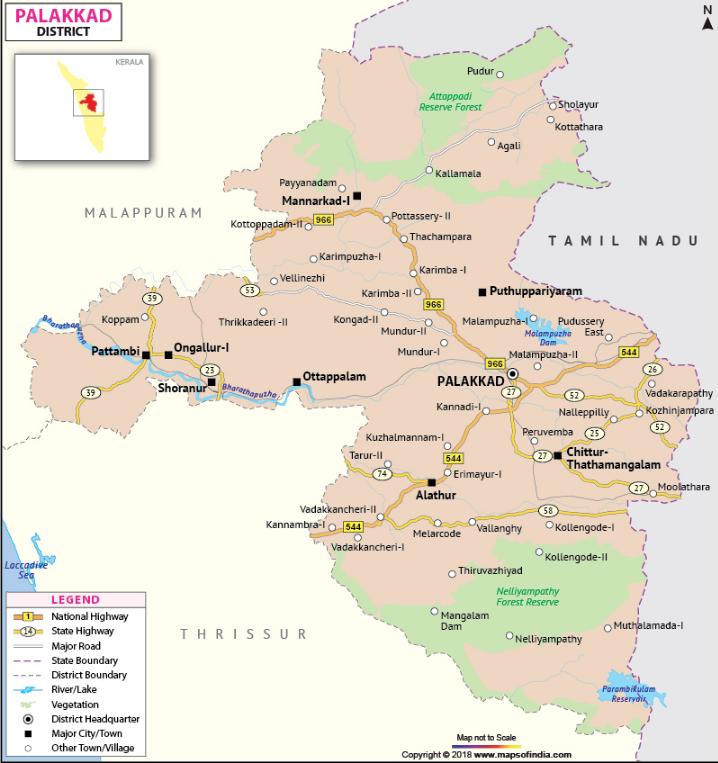 PALAKKAD
DISTRICT
N
KERALA
Pudur
Attappadi
Reserve Forest
Sholayur
Kottathara
Agali
Kallamala
Payyanadam
Mannarkad-I
MALAPPURAM
Kottoppadam-II
966
Pottassery- II
Thachampara
TAMIL NADU
Karimpuzha-I
Karimba -I
Vellinezhi
53
Karimba -II
Puthuppariyaram
39
966
Koppam
Thrikkadeeri -II
Kongad-II
Malampuzha-I
Pudussery
East
Bharathapuzha
Mundur-II
Malampuzha
Dam
Pattambi
Ongallur-I
Mundur-I
Malampuzha-II
544
966
23
Shoranur
Ottappalam
PALAKKAD
26
Bharathapuzha
39
27
52
Vadakarapathy
Kannadi-I
Nalleppilly
Kozhinjampara
Peruvemba
25
52
Kuzhalmannam-I
Tarur-II
544
27
Chittur-
Thathamangalam
74
Erimayur-I
27
Moolathara
Alathur
Vadakkancheri-II
58
Kannambra-I
544
Melarcode
Vallanghy
Kollengode-I
Vadakkancheri-I
Kollengode-II
Laccadive
Sea
Thiruvazhiyad
Nelliyampathy
Forest Reserve
Mangalam
Dam
THRISSUR
Muthalamada-I
Nelliyampathy
Parambikulam
Reservoir
LEGEND
1 National Highway
14 State Highway
Major Road
State Boundary
District Boundary
River/Lake
Vegetation
District Headquarter
Major City/Town
Other Town/Village
Map not to Scale
Copyright © 2018 www.mapsofindia.com